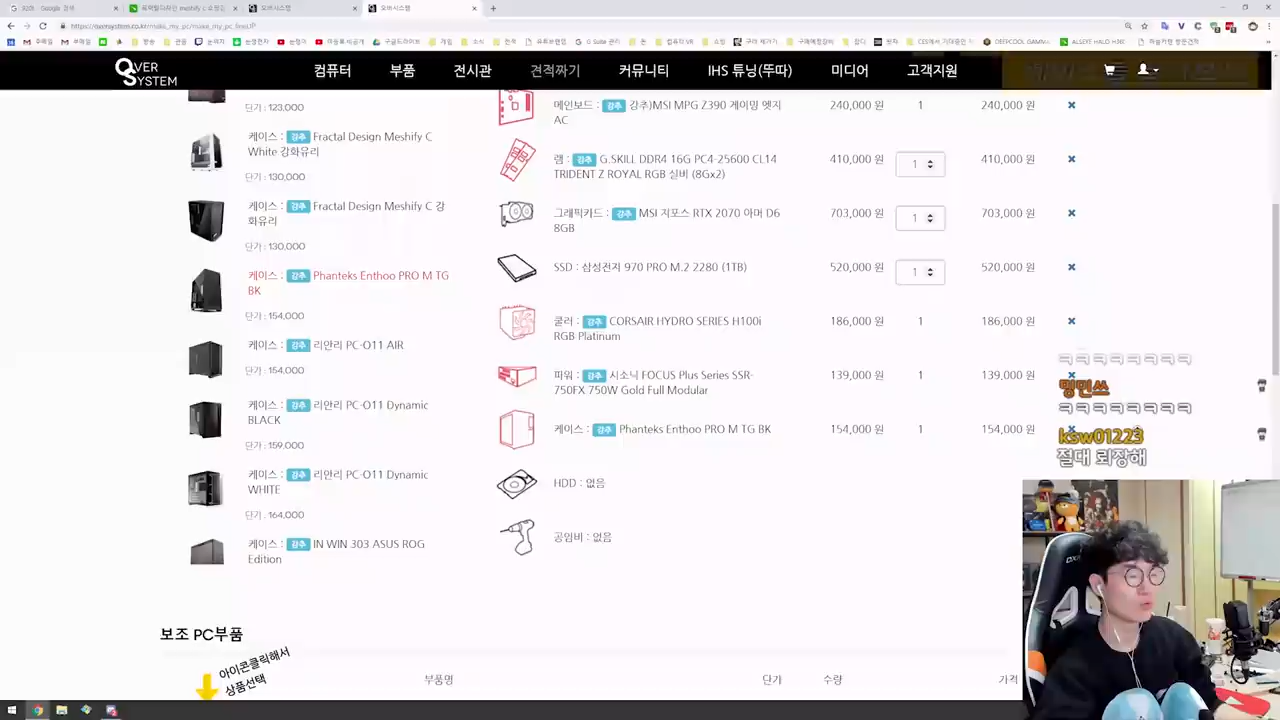 https://oversystem.co.kr/make_my_pc/make_my_pc_line.IP
OVER SYSTEM
컴퓨터
부품
전시관
견적짜기
커뮤니티
IHS 튜닝(뚜따)
미디어
고객지원
단가 : 123,000
케이스 : 강추 Fractal Design Meshify C
White 강화유리
단가 : 130,000
케이스 : 강추 Fractal Design Meshify C 강
화유리
단가 : 130,000
케이스 : 강추 Phanteks Enthoo PRO M TG
BK
단가 : 154,000
케이스 : 강추 리안리 PC-O11 AIR
단가 : 154,000
케이스 : 강추 리안리 PC-O11 Dynamic
BLACK
단가 : 159,000
케이스 : 강추 리안리 PC-O11 Dynamic
WHITE
단가 : 164,000
케이스 : 강추 IN WIN 303 ASUS ROG
Edition
메인보드 : 강추 강추)MSI MPG Z390 게이밍 엣지
AC
240,000 원 1 240,000 원
램 : 강추 G.SKILL DDR4 16G PC4-25600 CL14
TRIDENT Z ROYAL RGB 실버 (8Gx2)
410,000 원 1 410,000 원
그래픽카드 : 강추 MSI 지포스 RTX 2070 아머 D6
8GB
703,000 원 1 703,000 원
SSD : 삼성전자 970 PRO M.2 2280 (1TB)
520,000 원 1 520,000 원
쿨러 : 강추 CORSAIR HYDRO SERIES H100i
RGB Platinum
186,000 원 1 186,000 원
파워 : 강추 시소닉 FOCUS Plus Series SSR-
750FX 750W Gold Full Modular
139,000 원 1 139,000 원
케이스 : 강추 Phanteks Enthoo PRO M TG BK
154,000 원 1 154,000 원
HDD : 없음
공임비 : 없음
ㅋㅋㅋㅋㅋㅋㅋㅋ
밍민쓰
ㅋㅋㅋㅋㅋㅋㅋㅋ
ksw01223
절대 뢰장해
보조 PC부품
아이콘클릭해서
상품선택
부품명
단가
수량
가격